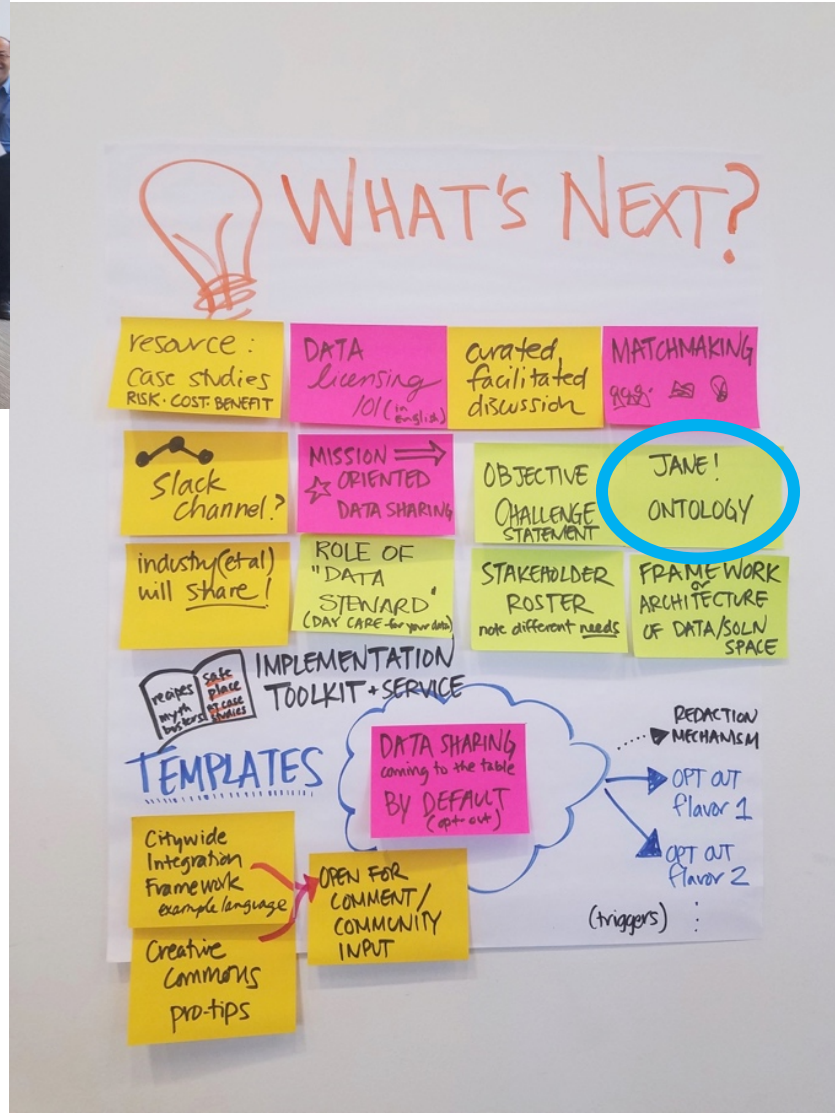 WHAT'S NEXT?
resource:
case studies
RISK·COST·BENEFIT
DATA
licensing
101 (in english)
curated,
facilitated
discussion
MATCHMAKING
Slack
channel?
MISSION
ORIENTED
DATA SHARING
OBJECTIVE
CHALLENGE
STATEMENT
JANE!
ONTOLOGY
industry (et al)
will share!
ROLE OF
"DATA
STEWARD"
(DAY CARE for your data)
STAKEHOLDER
ROSTER
note different needs
FRAMEWORK
or
ARCHITECTURE
OF DATA/SOLN
SPACE
recipes
myth
busters
safe
place
case
studies
IMPLEMENTATION
TOOLKIT + SERVICE
TEMPLATES
DATA SHARING
coming to the table
BY DEFAULT
(opt-out)
REDACTION
MECHANISM
OPT OUT
flavor 1
OPT OUT
Flavor 2
(triggers) :
Citywide
Integration
Framework
example language
OPEN FOR
COMMENT/
COMMUNITY
INPUT
Creative
Commons
pro-tips